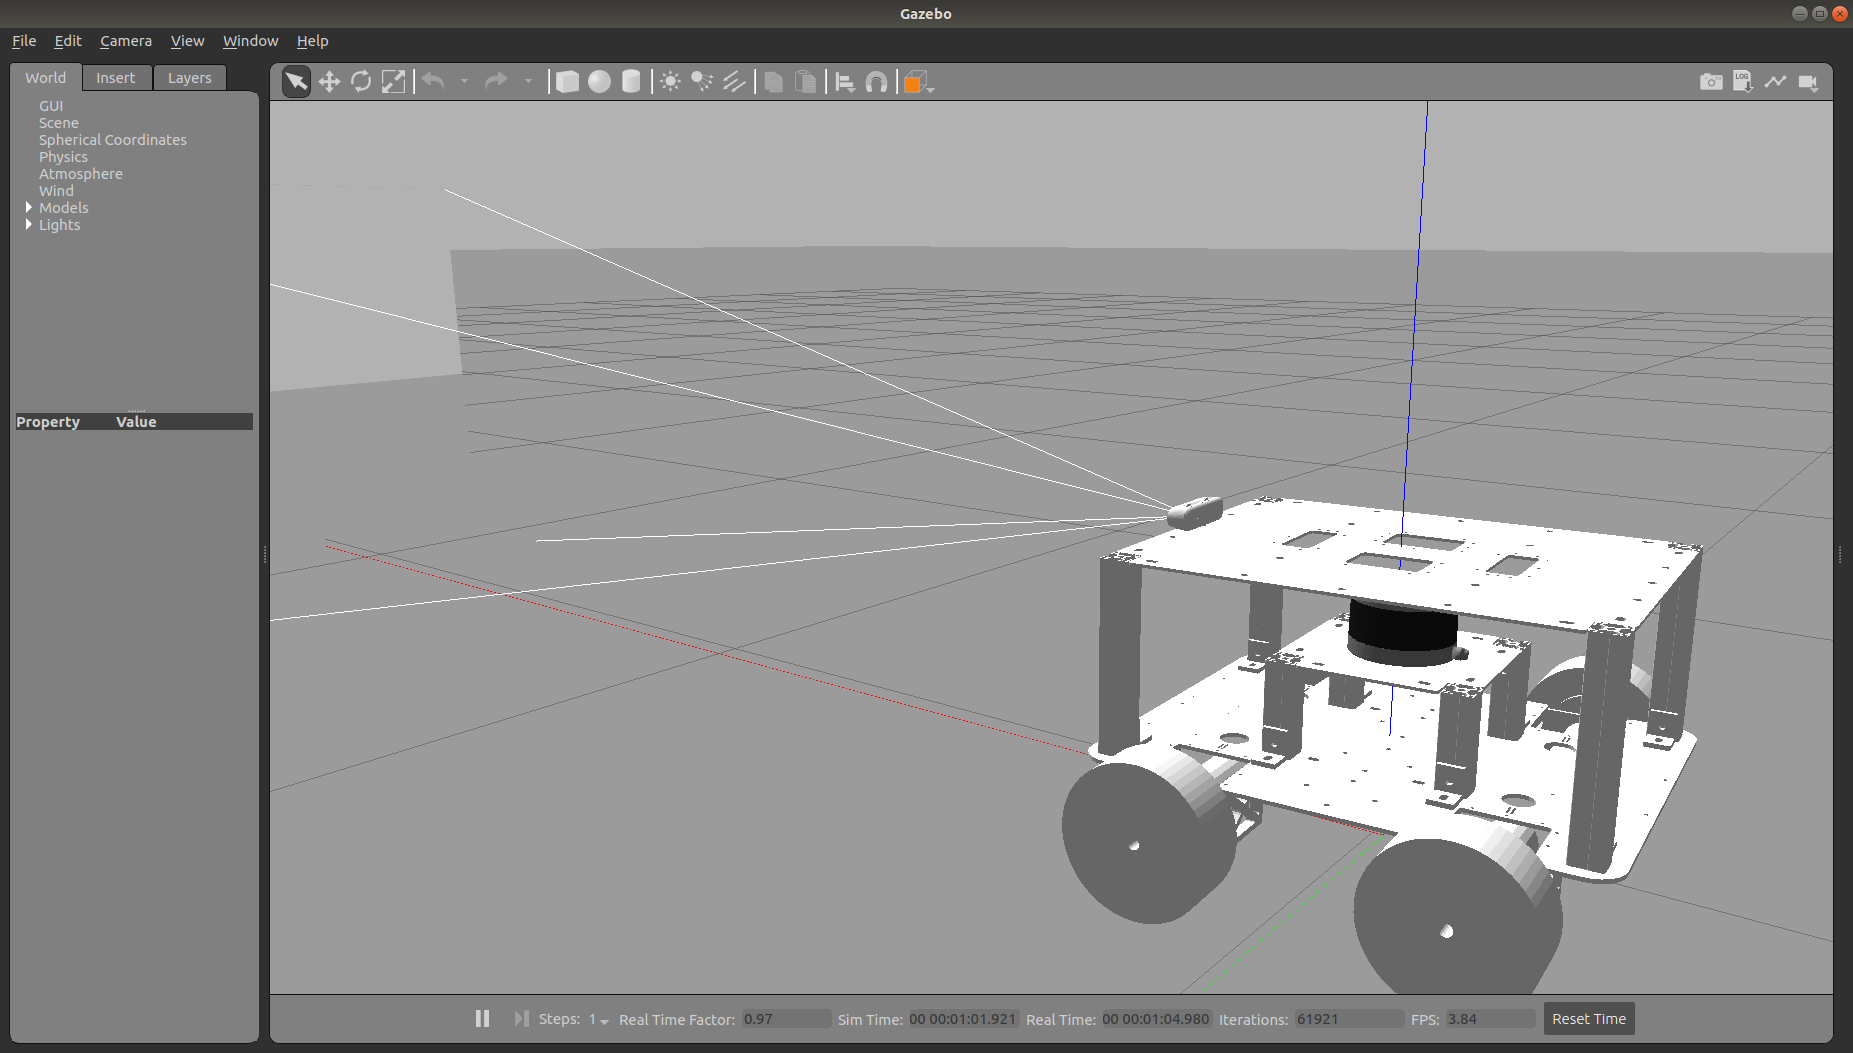 Gazebo
File Edit Camera View Window Help
World Insert Layers
GUI
Scene
Spherical Coordinates
Physics
Atmosphere
Wind
Models
Lights
Property Value
LOG
Steps: 1 Real Time Factor: 0.97 Sim Time: 00 00:01:01.921 Real Time: 00 00:01:04.980 Iterations: 61921 FPS: 3.84 Reset Time